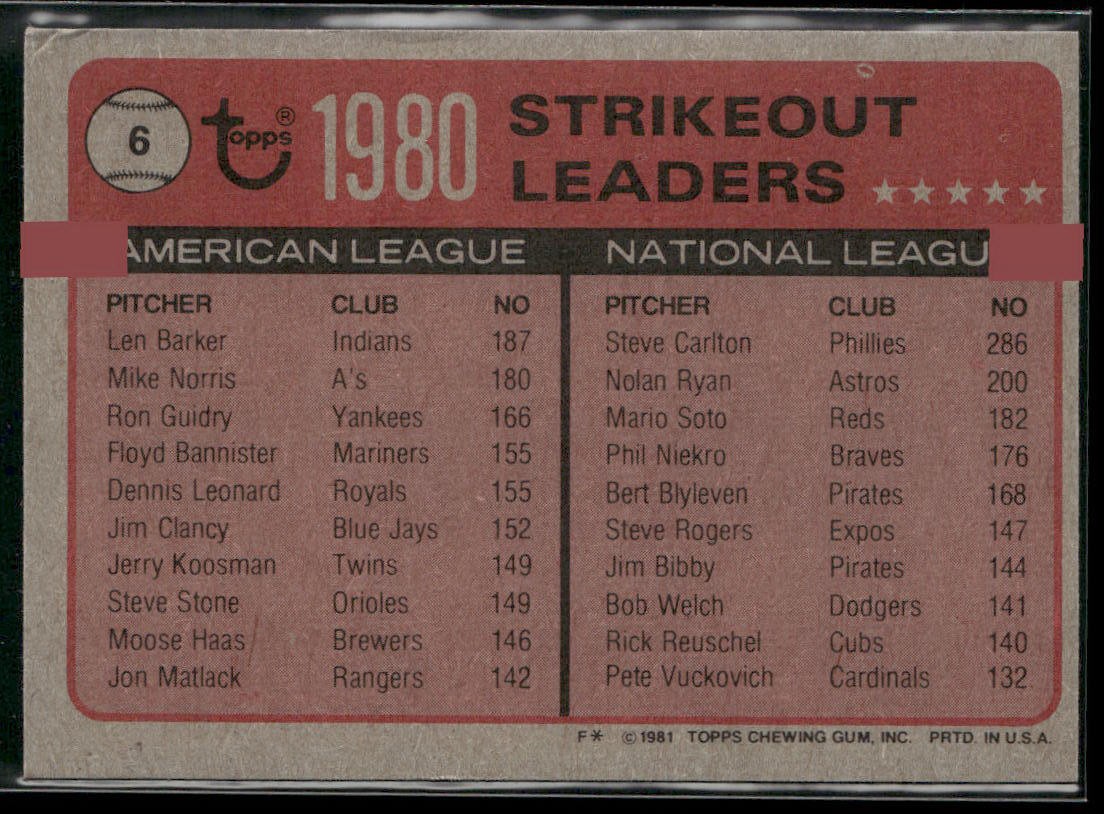 6 topps® 1980 STRIKEOUT
LEADERS
AMERICAN LEAGUE
PITCHER CLUB NO
Len Barker Indians 187
Mike Norris A's 180
Ron Guidry Yankees 166
Floyd Bannister Mariners 155
Dennis Leonard Royals 155
Jim Clancy Blue Jays 152
Jerry Koosman Twins 149
Steve Stone Orioles 149
Moose Haas Brewers 146
Jon Matlack Rangers 142
NATIONAL LEAGU
PITCHER CLUB NO
Steve Carlton Phillies 286
Nolan Ryan Astros 200
Mario Soto Reds 182
Phil Niekro Braves 176
Bert Blyleven Pirates 168
Steve Rogers Expos 147
Jim Bibby Pirates 144
Bob Welch Dodgers 141
Rick Reuschel Cubs 140
Pete Vuckovich Cardinals 132
F* ©1981 TOPPS CHEWING GUM, INC. PRTD. IN U.S.A.